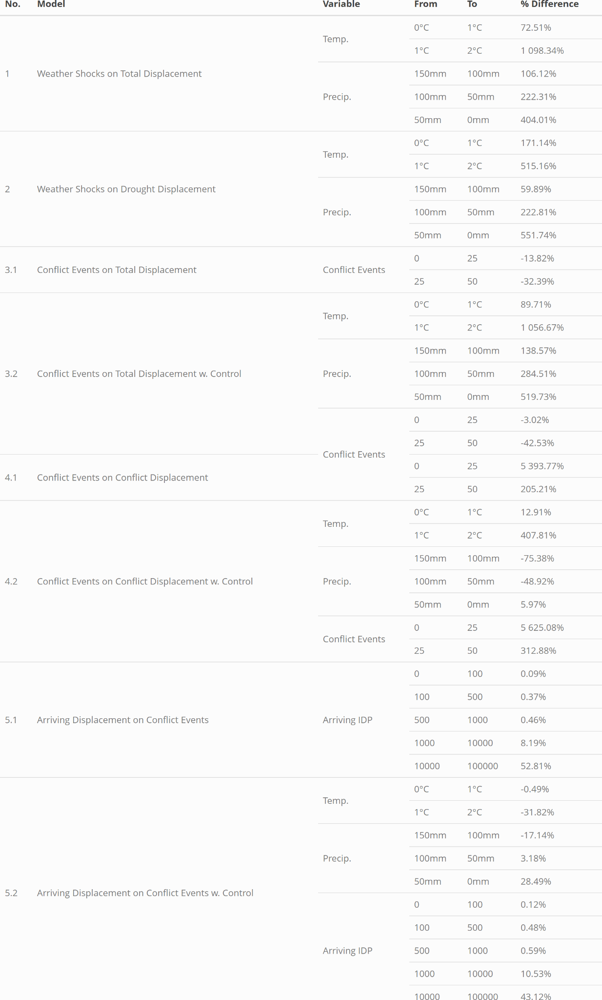 No. Model Variable From To % Difference
Temp. 0°C 1°C 72.51%
1°C 2°C 1 098.34%
1 Weather Shocks on Total Displacement 150mm 100mm 106.12%
Precip. 100mm 50mm 222.31%
50mm 0mm 404.01%
0°C 1°C 171.14%
Temp.
1°C 2°C 515.16%
2 Weather Shocks on Drought Displacement 150mm 100mm 59.89%
Precip. 100mm 50mm 222.81%
50mm 0mm 551.74%
0 25 -13.82%
3.1 Conflict Events on Total Displacement Conflict Events
25 50 -32.39%
0°C 1°C 89.71%
Temp.
1°C 2°C 1 056.67%
150mm 100mm 138.57%
3.2 Conflict Events on Total Displacement w. Control Precip. 100mm 50mm 284.51%
50mm 0mm 519.73%
0 25 -3.02%
25 50 -42.53%
Conflict Events
0 25 5 393.77%
4.1 Conflict Events on Conflict Displacement
25 50 205.21%
0°C 1°C 12.91%
Temp.
1°C 2°C 407.81%
150mm 100mm -75.38%
4.2 Conflict Events on Conflict Displacement w. Control Precip. 100mm 50mm -48.92%
50mm 0mm 5.97%
0 25 5 625.08%
Conflict Events
25 50 312.88%
0 100 0.09%
100 500 0.37%
5.1 Arriving Displacement on Conflict Events Arriving IDP 500 1000 0.46%
1000 10000 8.19%
10000 100000 52.81%
0°C 1°C -0.49%
Temp.
1°C 2°C -31.82%
150mm 100mm -17.14%
Precip. 100mm 50mm 3.18%
50mm 0mm 28.49%
5.2 Arriving Displacement on Conflict Events w. Control
0 100 0.12%
100 500 0.48%
Arriving IDP 500 1000 0.59%
1000 10000 10.53%
10000 100000 43.12%